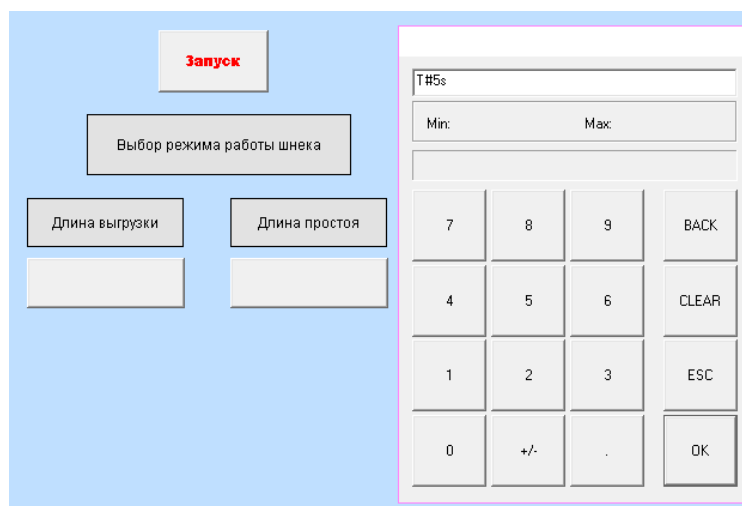 Запуск
Выбор режима работы шнека
Длина выгрузки
Длина простоя
T#5s
Min: Max:
7 8 9 BACK
4 5 6 CLEAR
1 2 3 ESC
0 +/- . OK